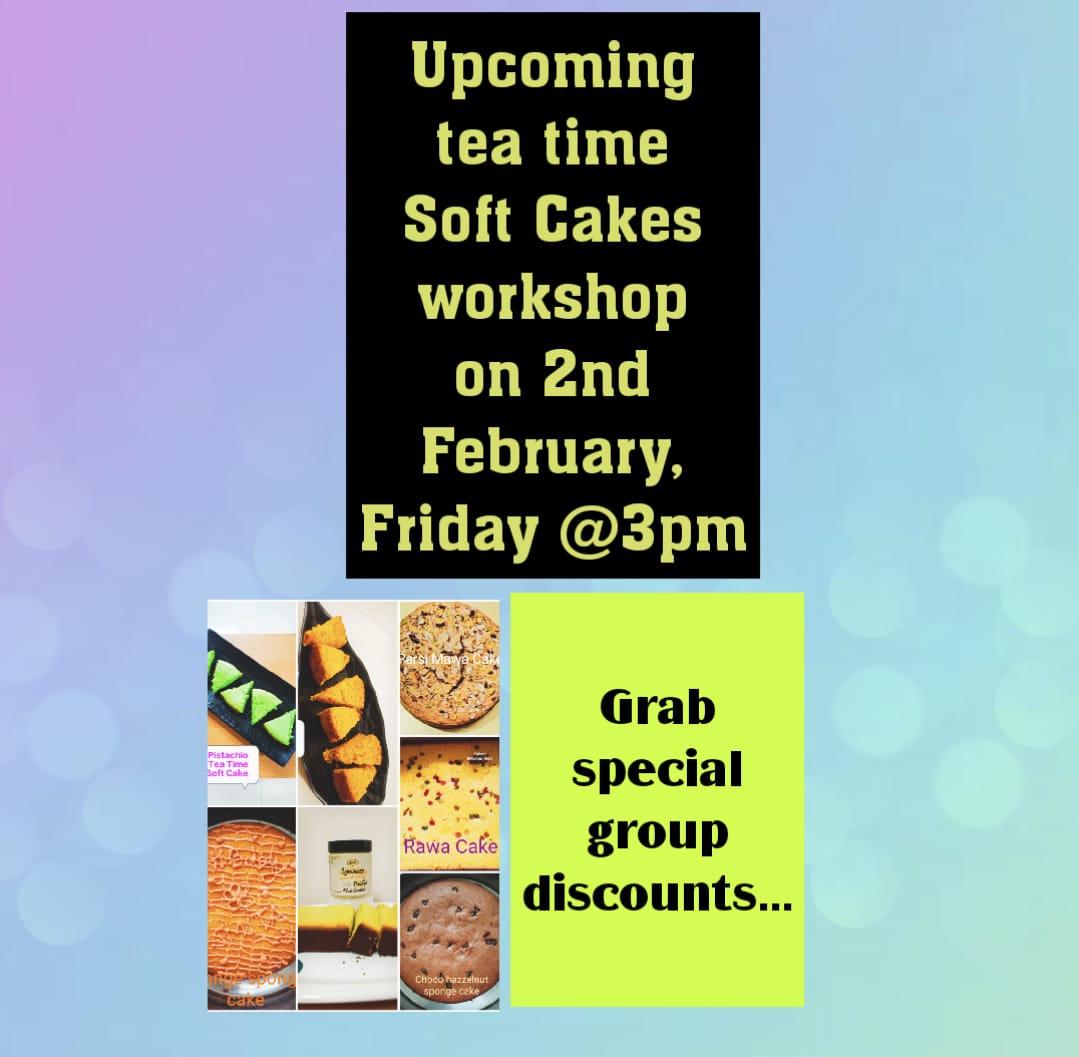 Upcoming
tea time
Soft Cakes
workshop
on 2nd
February,
Friday @3pm
Parsi Mawa Cake
Pistachio
Tea Time
Soft Cake
Rawa Cake
cake
Choco hazzelnut
sponge cake
Grab
special
group
discounts...